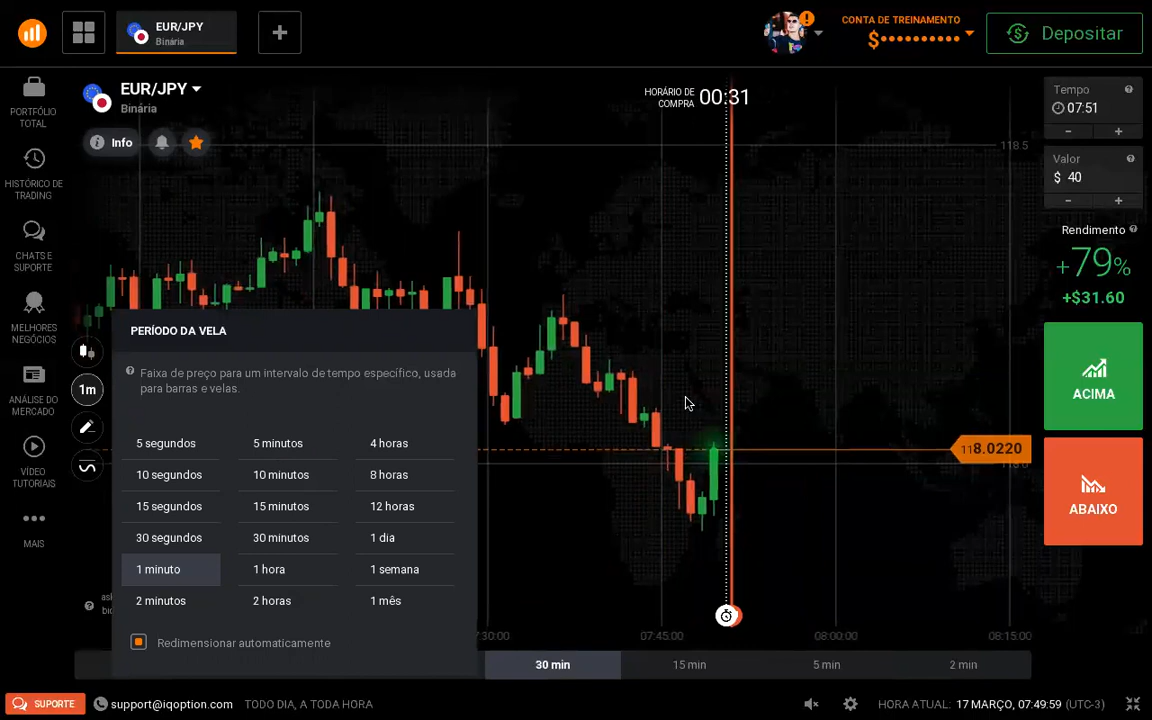 EUR/JPY
Binária
CONTA DE TREINAMENTO
$••••••••••
Depositar
PORTFÓLIO
TOTAL
HISTÓRICO DE
TRADING
CHATS E
SUPORTE
MELHORES
NEGÓCIOS
ANÁLISE DO
MERCADO
VÍDEO
TUTORIAIS
MAIS
EUR/JPY
Binária
Info
HORÁRIO DE
COMPRA
00:31
118.5
Tempo
07:51
- +
Valor
$ 40
- +
Rendimento
+79%
+$31.60
ACIMA
ABAIXO
118.0220
1m
PERÍODO DA VELA
Faixa de preço para um intervalo de tempo específico, usada
para barras e velas.
5 segundos 5 minutos 4 horas
10 segundos 10 minutos 8 horas
15 segundos 15 minutos 12 horas
30 segundos 30 minutos 1 dia
1 minuto 1 hora 1 semana
2 minutos 2 horas 1 mês
Redimensionar automaticamente
7:30:00 07:45:00 08:00:00 08:15:00
30 min 15 min 5 min 2 min
SUPORTE
support@iqoption.com
TODO DIA, A TODA HORA
HORA ATUAL: 17 MARÇO, 07:49:59 (UTC-3)